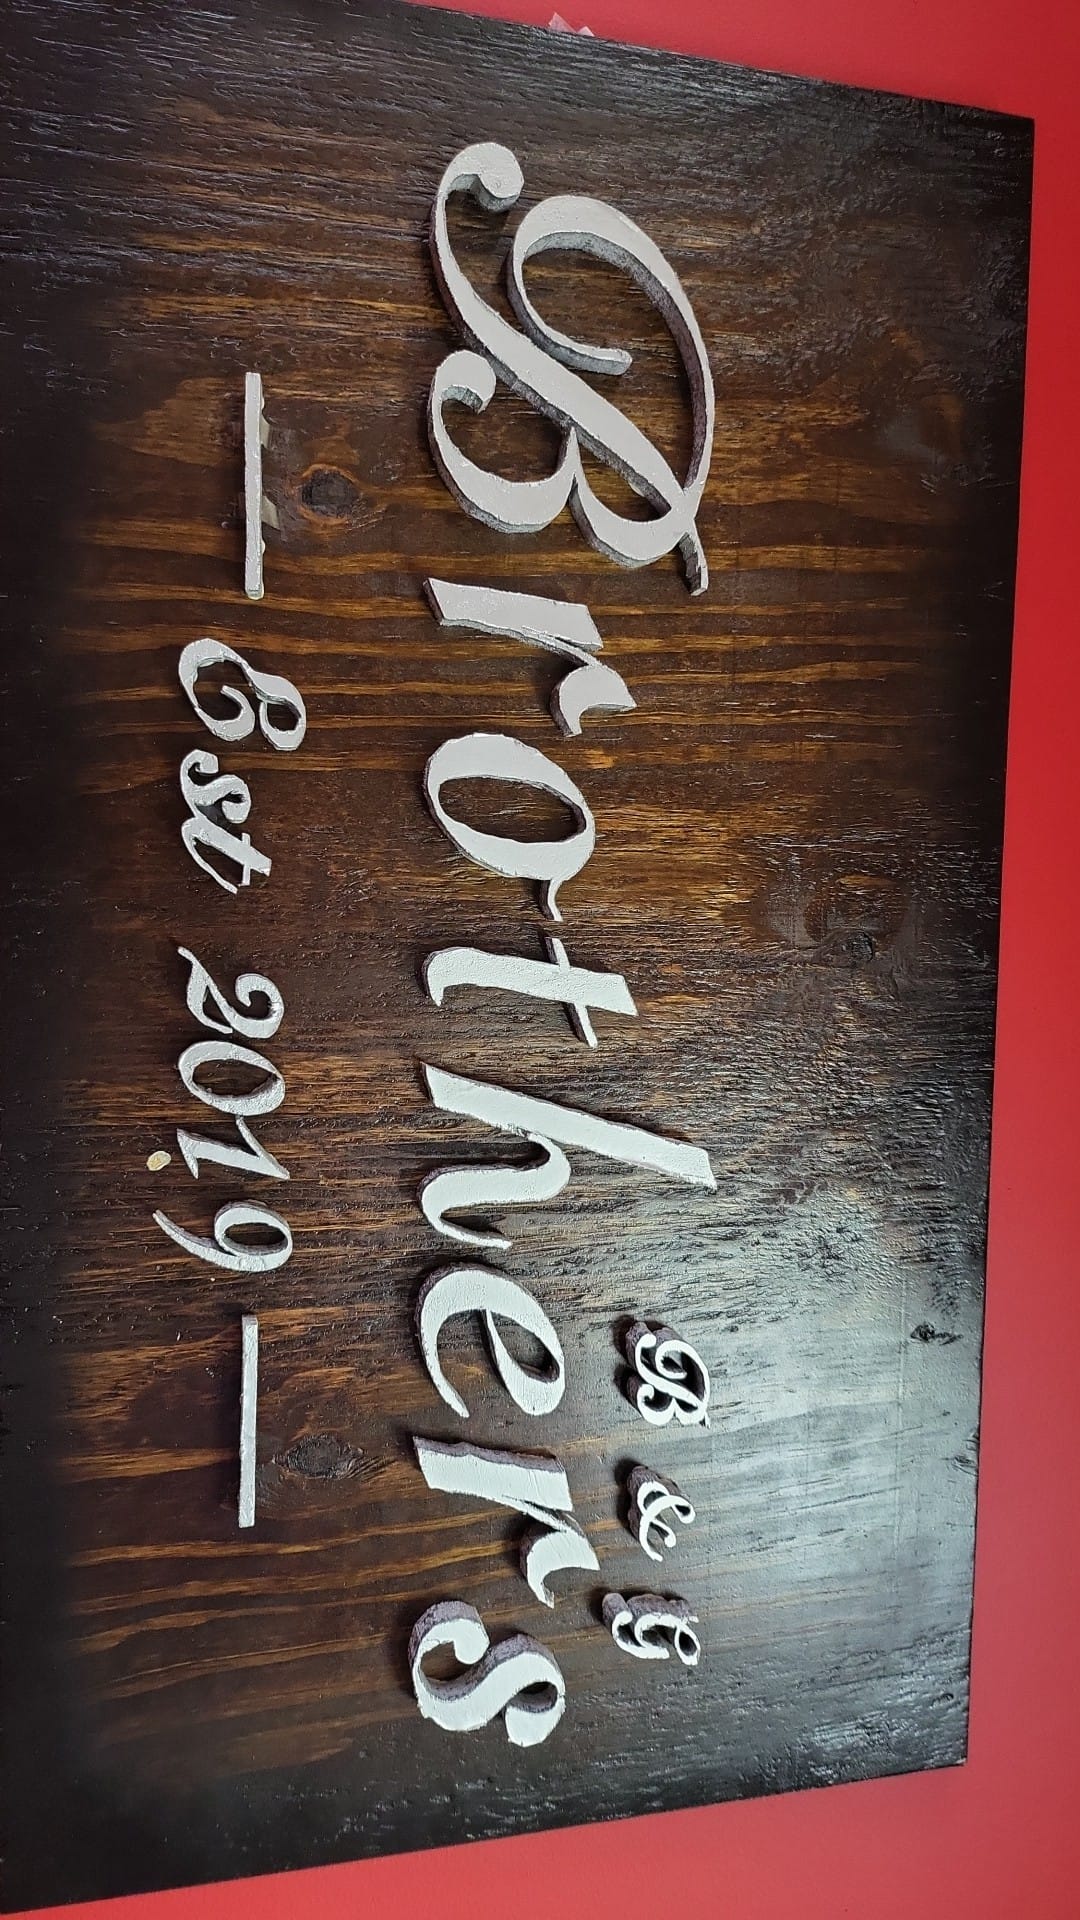 B & G
Brothers
— Est 2019 —